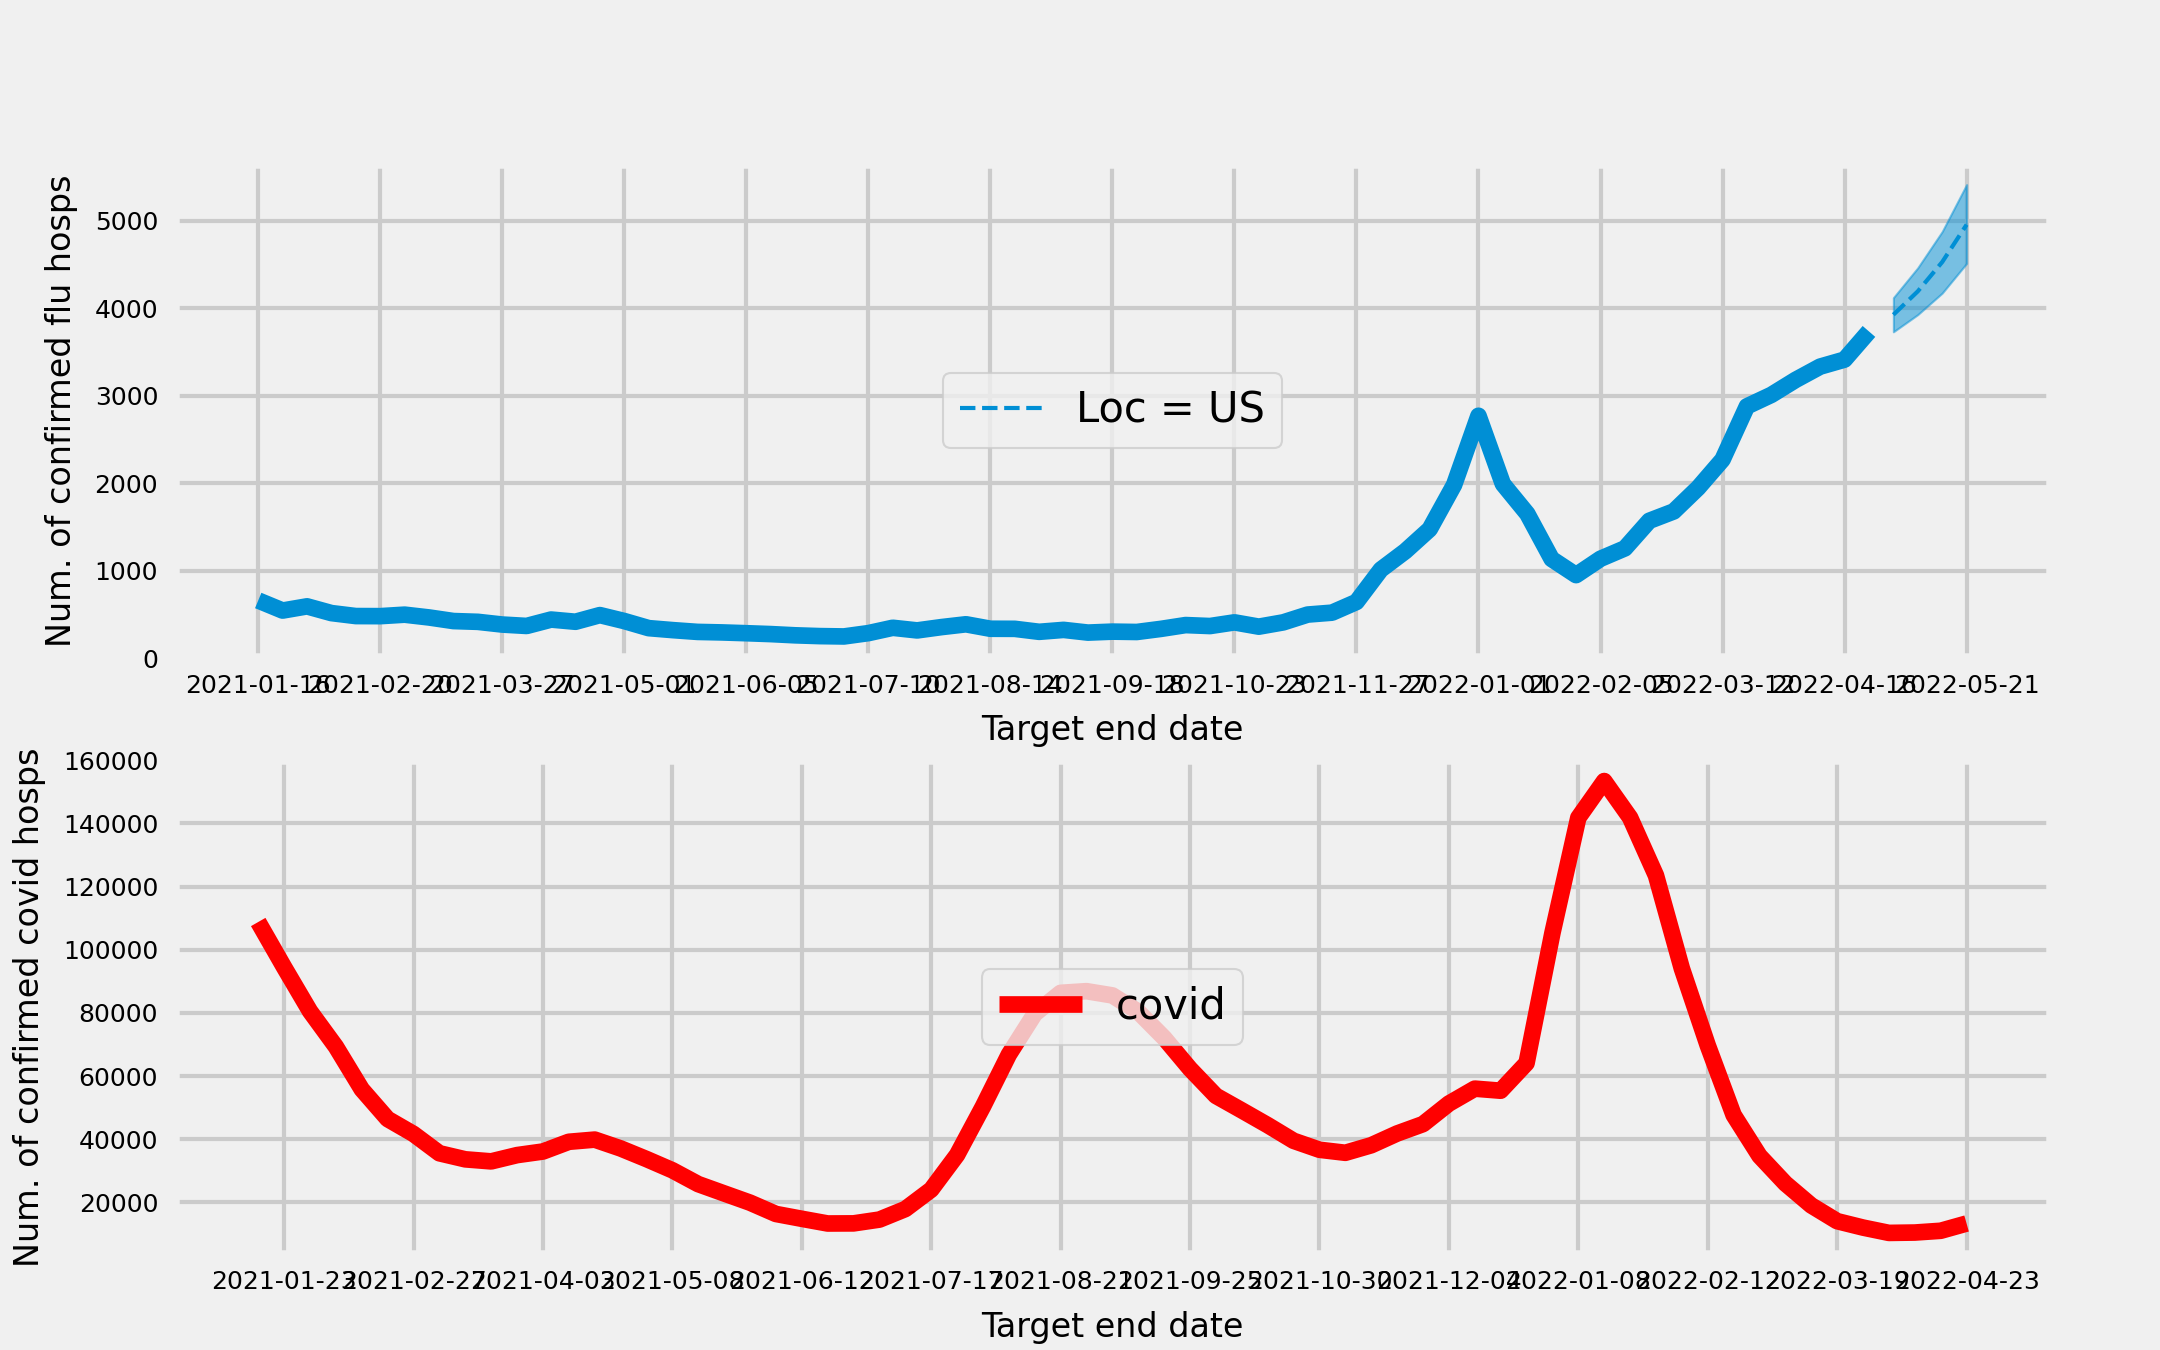 Num. of confirmed flu hosps
5000
4000
3000
2000
1000
0
Loc = US
2021-01-16 2021-02-20 2021-03-27 2021-05-01 2021-06-05 2021-07-10 2021-08-14 2021-09-18 2021-10-23 2021-11-27 2022-01-01 2022-02-05 2022-03-12 2022-04-16 2022-05-21
Target end date
Num. of confirmed covid hosps
160000
140000
120000
100000
80000
60000
40000
20000
covid
2021-01-23 2021-02-27 2021-04-03 2021-05-08 2021-06-12 2021-07-17 2021-08-21 2021-09-25 2021-10-30 2021-12-04 2022-01-08 2022-02-12 2022-03-19 2022-04-23
Target end date